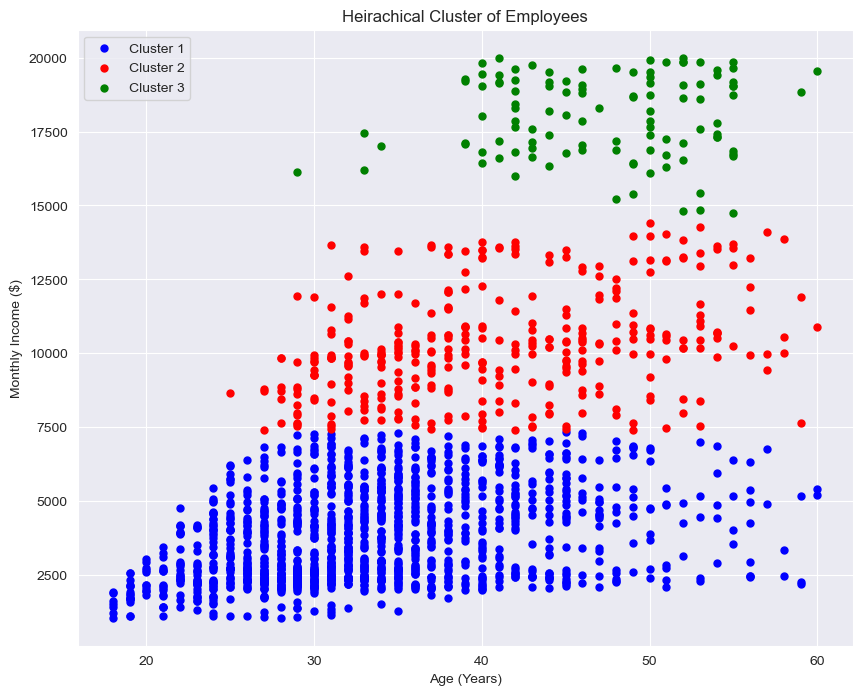 Heirachical Cluster of Employees
Cluster 1
Cluster 2
Cluster 3
20000
17500
15000
12500
10000
7500
5000
2500
Monthly Income ($)
20 30 40 50 60
Age (Years)